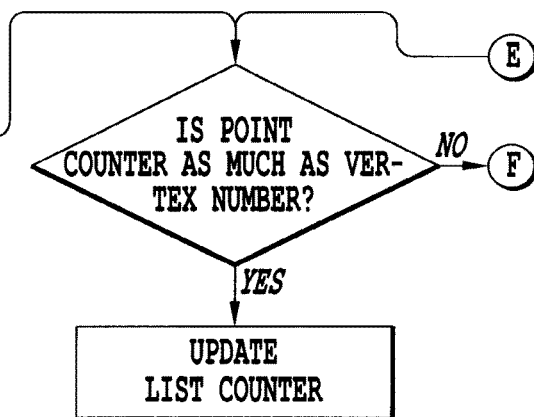 E
IS POINT
COUNTER AS MUCH AS VER-
TEX NUMBER?
NO
F
YES
UPDATE
LIST COUNTER